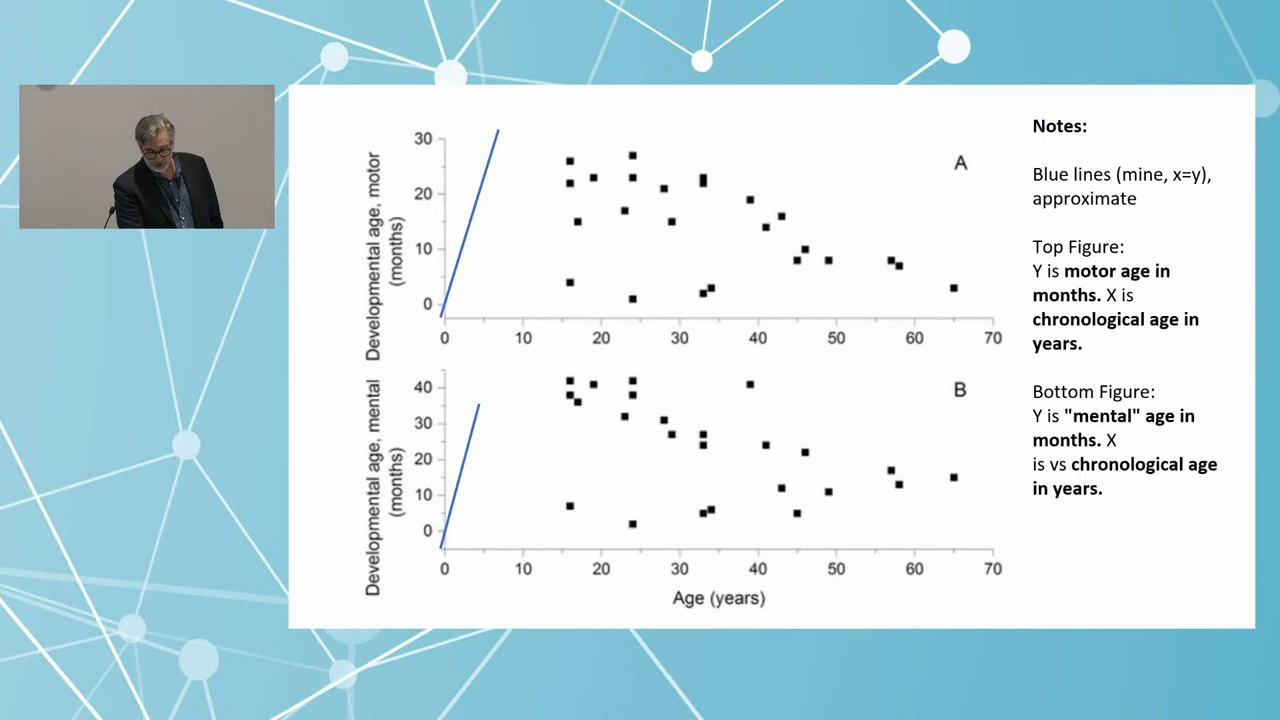 Developmental age, motor
(months)
30
20
10
0
A
0 10 20 30 40 50 60 70
Developmental age, mental
(months)
40
30
20
10
0
B
0 10 20 30 40 50 60 70
Age (years)
Notes:
Blue lines (mine, x=y),
approximate
Top Figure:
Y is motor age in
months. X is
chronological age in
years.
Bottom Figure:
Y is "mental" age in
months. X
is vs chronological age
in years.